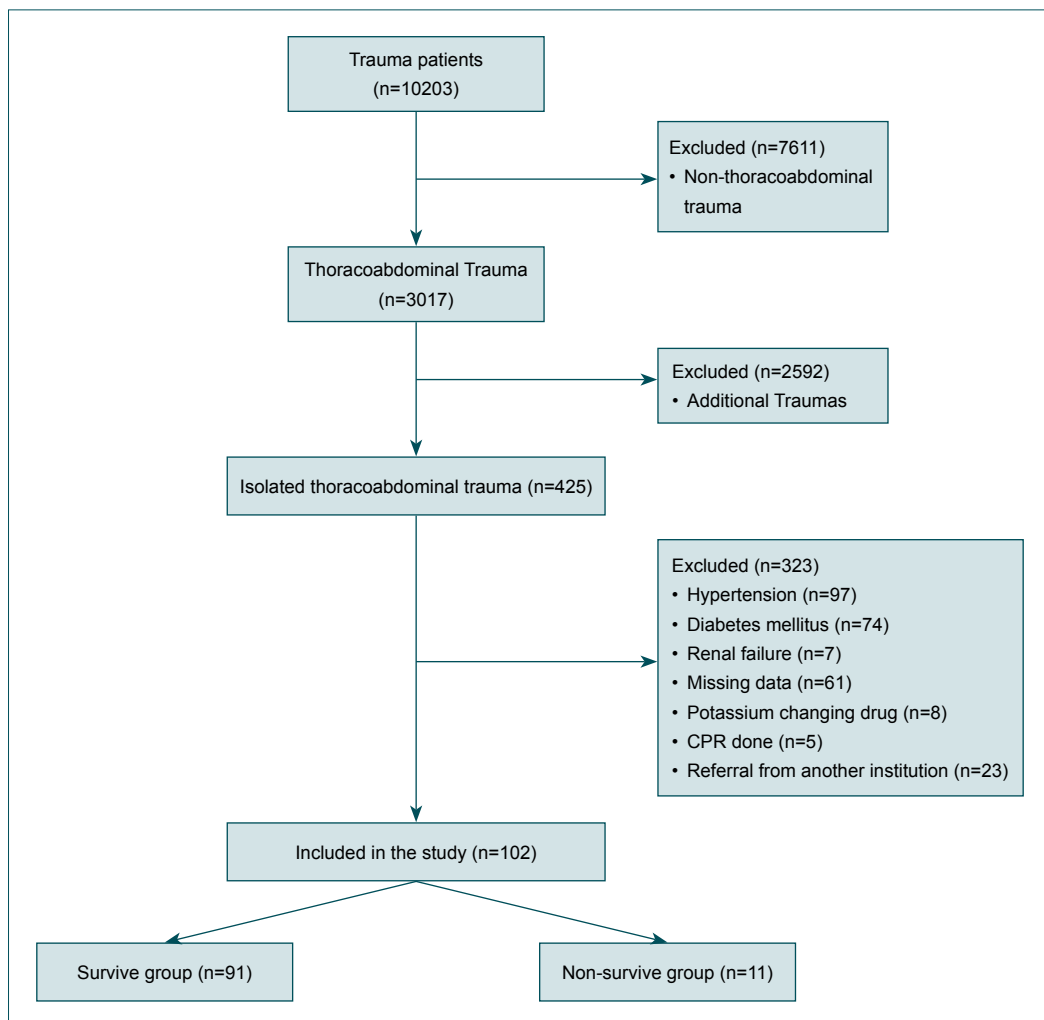 Trauma patients
(n=10203)
Excluded (n=7611)
• Non-thoracoabdominal
trauma
Thoracoabdominal Trauma
(n=3017)
Excluded (n=2592)
• Additional Traumas
Isolated thoracoabdominal trauma (n=425)
Excluded (n=323)
• Hypertension (n=97)
• Diabetes mellitus (n=74)
• Renal failure (n=7)
• Missing data (n=61)
• Potassium changing drug (n=8)
• CPR done (n=5)
• Referral from another institution (n=23)
Included in the study (n=102)
Survive group (n=91)
Non-survive group (n=11)